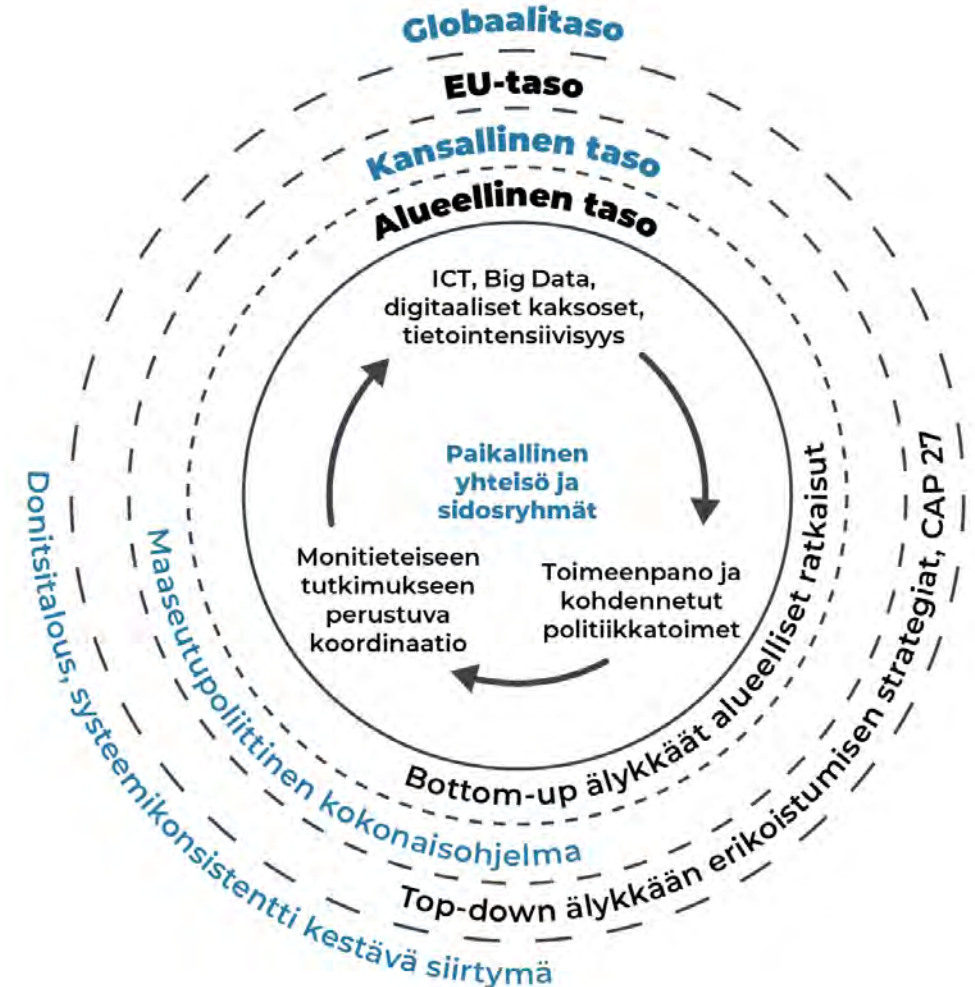 Globaalitaso
EU-taso
Kansallinen taso
Alueellinen taso
ICT, Big Data,
digitaaliset kaksoset,
tietointensiivisyys
Paikallinen
yhteisö ja
sidosryhmät
Monitieteiseen
tutkimukseen
perustuva
koordinaatio
Toimeenpano ja
kohdennetut
politiikkatoimet
Bottom-up älykkäät alueelliset ratkaisut
Maaseutupoliittinen kokonaisohjelma
Top-down älykkään erikoistumisen strategiat, CAP 27
Donitsitalous, systeemikonsistentti kestävä siirtymä